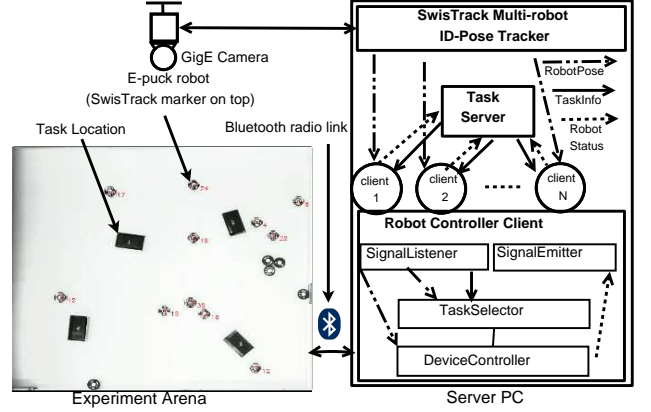 SwisTrack Multi-robot
ID-Pose Tracker
GigE Camera
E-puck robot
(SwisTrack marker on top)
Task Location
Bluetooth radio link
RobotPose
TaskInfo
Robot
Status
Task
Server
client
1
client
2
client
N
Robot Controller Client
SignalListener
SignalEmitter
TaskSelector
DeviceController
Experiment Arena
Server PC